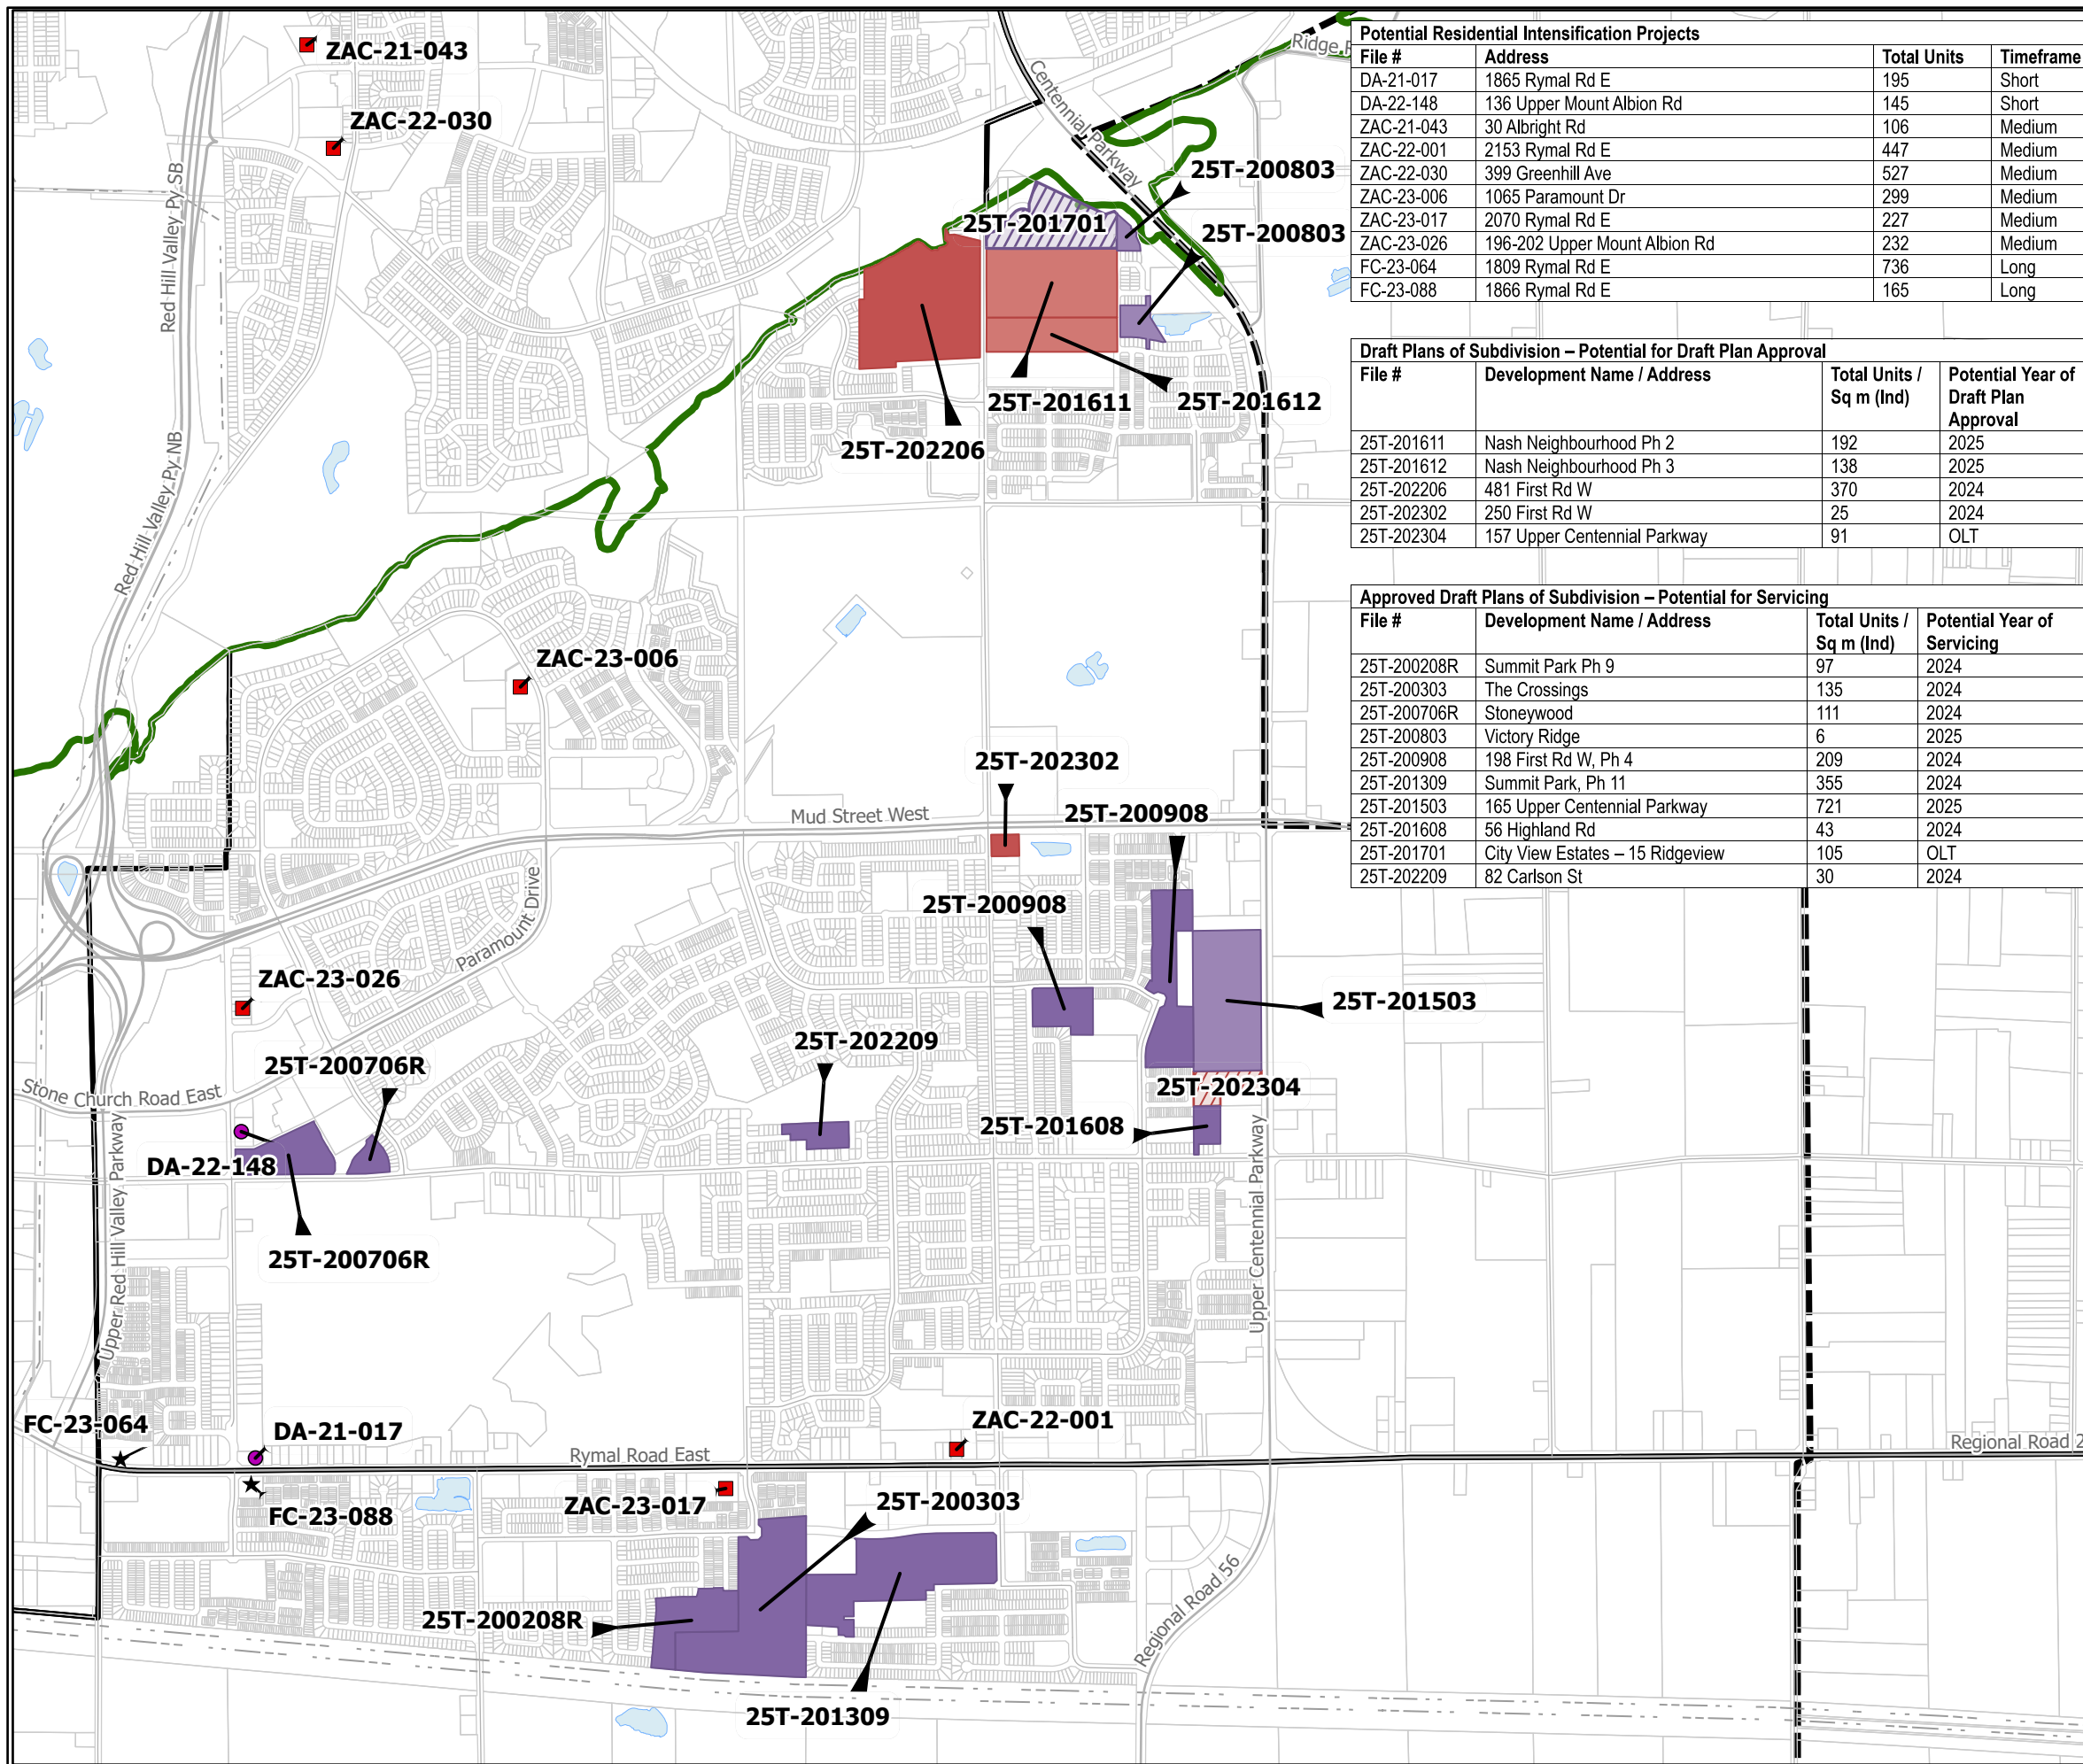 Potential Residential Intensification Projects
File # Address Total Units Timeframe
DA-21-017 1865 Rymal Rd E 195 Short
DA-22-148 136 Upper Mount Albion Rd 145 Short
ZAC-21-043 30 Albright Rd 106 Medium
ZAC-22-001 2153 Rymal Rd E 447 Medium
ZAC-22-030 399 Greenhill Ave 527 Medium
ZAC-23-006 1065 Paramount Dr 299 Medium
ZAC-23-017 2070 Rymal Rd E 227 Medium
ZAC-23-026 196-202 Upper Mount Albion Rd 232 Medium
FC-23-064 1809 Rymal Rd E 736 Long
FC-23-088 1866 Rymal Rd E 165 Long
Draft Plans of Subdivision – Potential for Draft Plan Approval
File # Development Name / Address Total Units / Potential Year of
Sq m (Ind) Draft Plan
Approval
25T-201611 Nash Neighbourhood Ph 2 192 2025
25T-201612 Nash Neighbourhood Ph 3 138 2025
25T-202206 481 First Rd W 370 2024
25T-202302 250 First Rd W 25 2024
25T-202304 157 Upper Centennial Parkway 91 OLT
Approved Draft Plans of Subdivision – Potential for Servicing
File # Development Name / Address Total Units / Potential Year of
Sq m (Ind) Servicing
25T-200208R Summit Park Ph 9 97 2024
25T-200303 The Crossings 135 2024
25T-200706R Stoneywood 111 2024
25T-200803 Victory Ridge 6 2025
25T-200908 198 First Rd W, Ph 4 209 2024
25T-201309 Summit Park, Ph 11 355 2024
25T-201503 165 Upper Centennial Parkway 721 2025
25T-201608 56 Highland Rd 43 2024
25T-201701 City View Estates – 15 Ridgeview 105 OLT
25T-202209 82 Carlson St 30 2024
ZAC-21-043
ZAC-22-030
Ridge
Centennial Parkway
Red Hill Valley Py SB
25T-200803
25T-201701
25T-200803
25T-201611
25T-201612
25T-202206
Red Hill Valley Py NB
ZAC-23-006
25T-202302
25T-200908
Mud Street West
25T-200908
Paramount Drive
ZAC-23-026
25T-201503
25T-202209
25T-200706R
25T-202304
Stone Church Road East
25T-201608
DA-22-148
25T-200706R
Upper Red Hill Valley Parkway
Upper Centennial Parkway
FC-23-064
DA-21-017
ZAC-22-001
Rymal Road East
Regional Road 2
ZAC-23-017
25T-200303
FC-23-088
25T-200208R
Regional Road 56
25T-201309